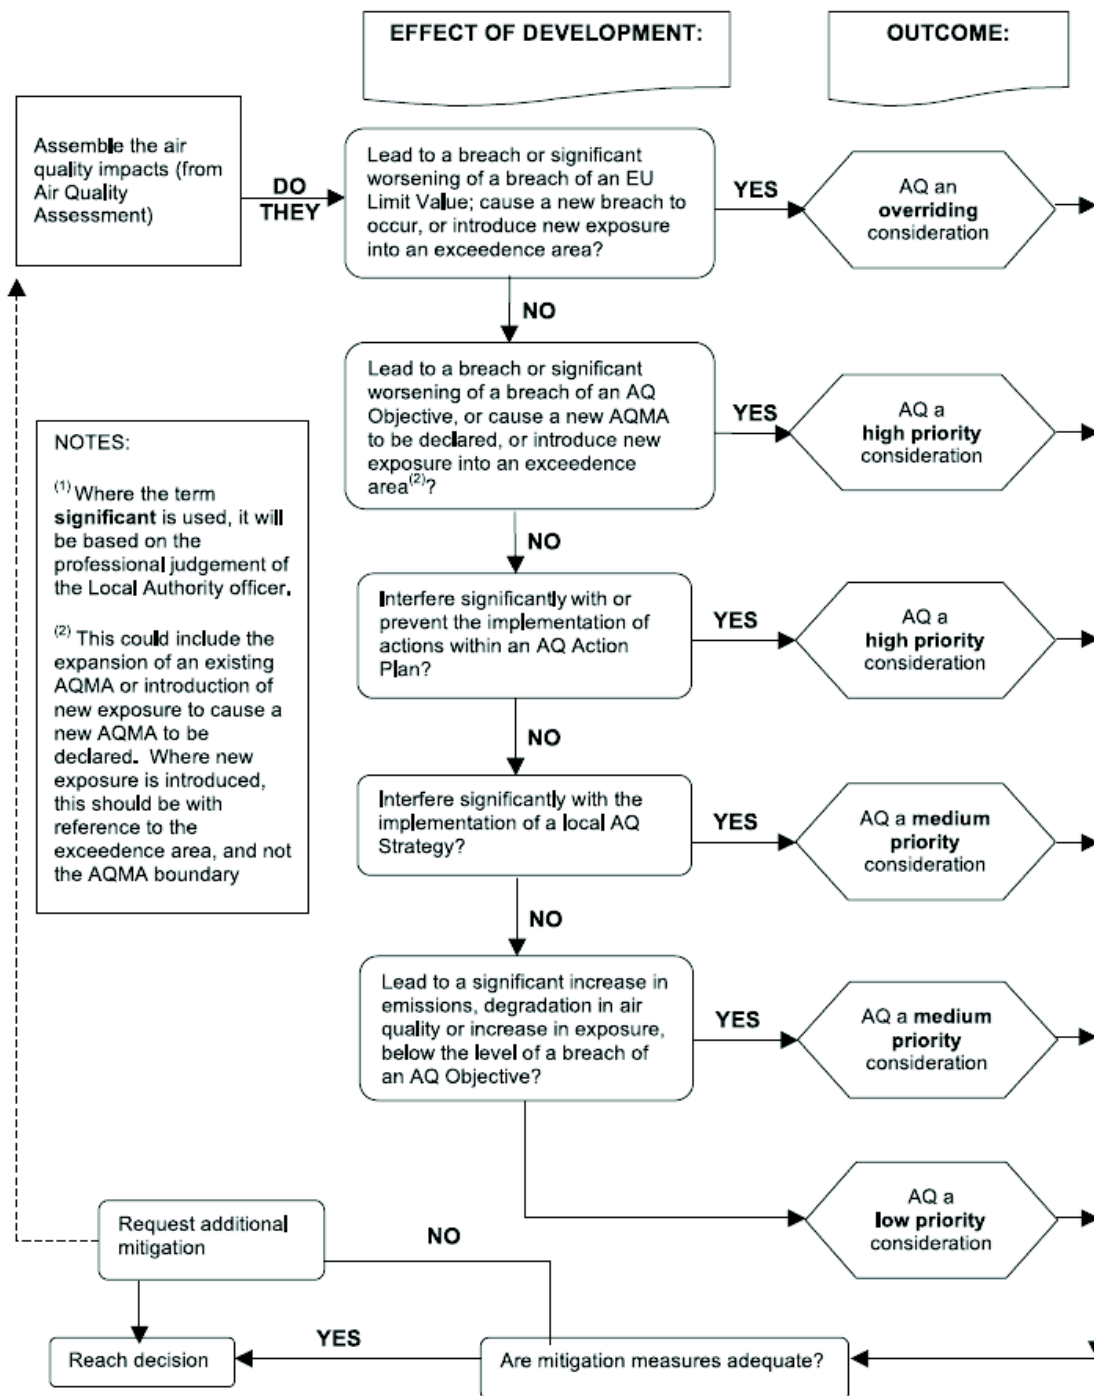 EFFECT OF DEVELOPMENT:
OUTCOME:
Assemble the air
quality impacts (from
Air Quality
Assessment)
DO
THEY
Lead to a breach or significant
worsening of a breach of an EU
Limit Value; cause a new breach to
occur, or introduce new exposure
into an exceedence area?
YES
AQ an
overriding
consideration
NO
Lead to a breach or significant
worsening of a breach of an AQ
Objective, or cause a new AQMA
to be declared, or introduce new
exposure into an exceedence
area(2)?
YES
AQ a
high priority
consideration
NOTES:
(1) Where the term
significant is used, it will
be based on the
professional judgement of
the Local Authority officer.
(2) This could include the
expansion of an existing
AQMA or introduction of
new exposure to cause a
new AQMA to be
declared. Where new
exposure is introduced,
this should be with
reference to the
exceedence area, and not
the AQMA boundary
NO
Interfere significantly with or
prevent the implementation of
actions within an AQ Action
Plan?
YES
AQ a
high priority
consideration
NO
Interfere significantly with the
implementation of a local AQ
Strategy?
YES
AQ a medium
priority
consideration
NO
Lead to a significant increase in
emissions, degradation in air
quality or increase in exposure,
below the level of a breach of
an AQ Objective?
YES
AQ a medium
priority
consideration
AQ a
low priority
consideration
Request additional
mitigation
NO
Reach decision
YES
Are mitigation measures adequate?